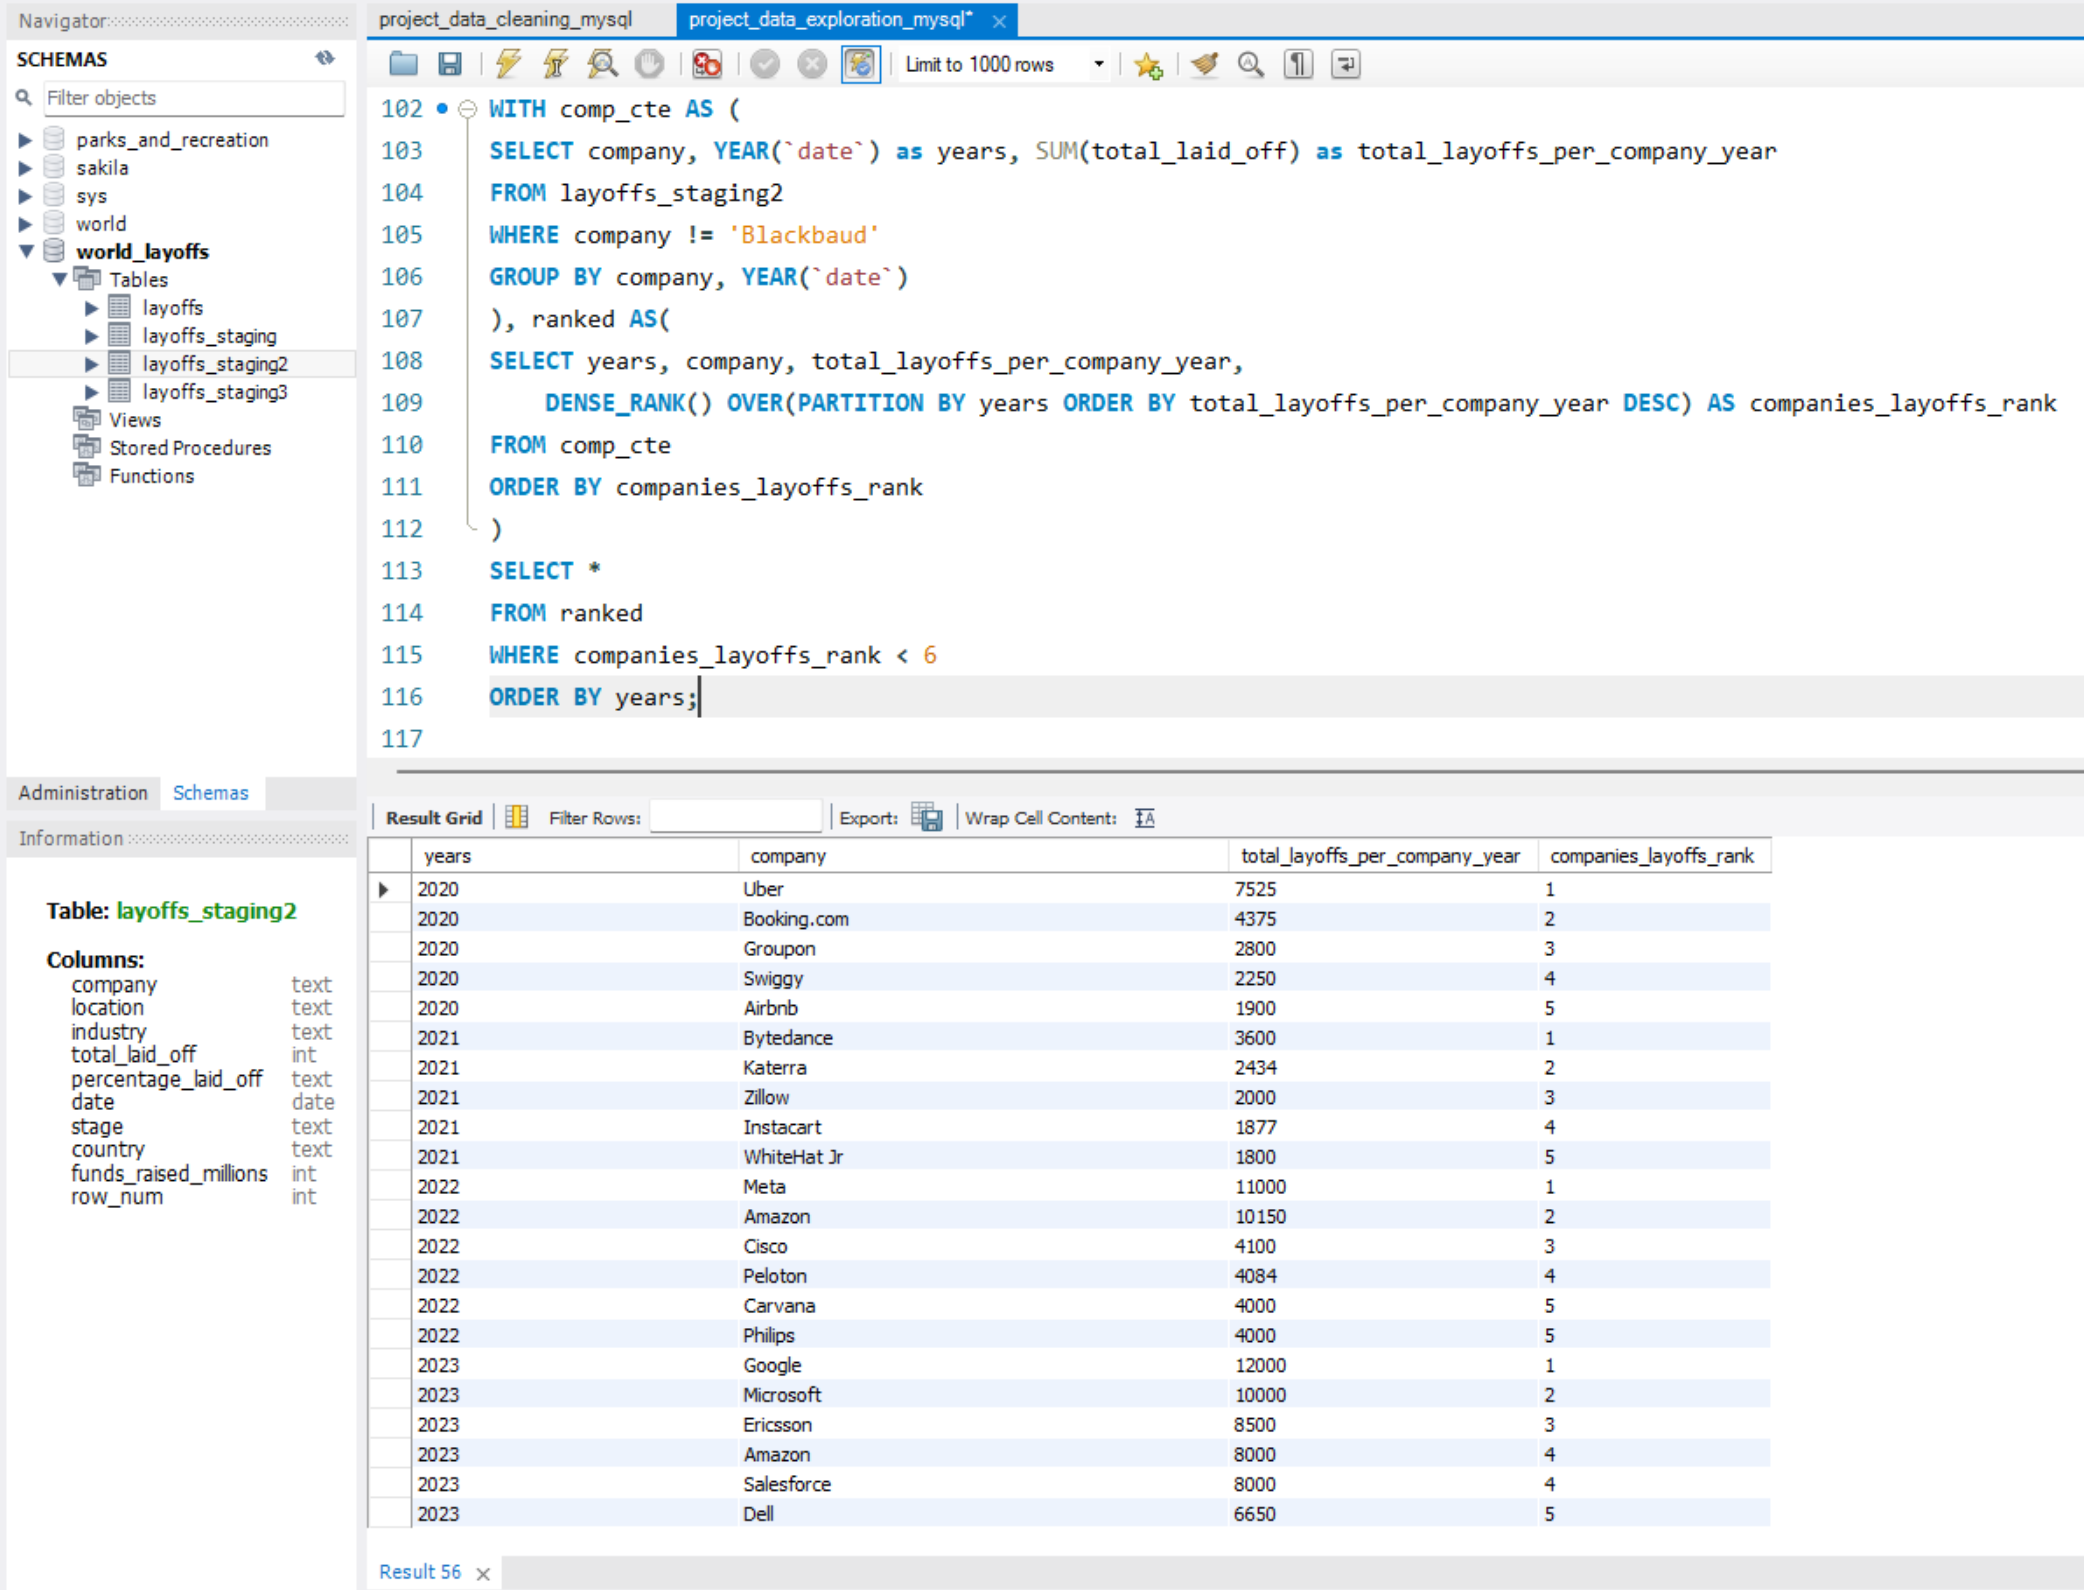 Navigator
SCHEMAS
Filter objects
parks_and_recreation
sakila
sys
world
world_layoffs
Tables
layoffs
layoffs_staging
layoffs_staging2
layoffs_staging3
Views
Stored Procedures
Functions
Administration Schemas
Information
Table: layoffs_staging2
Columns:
company text
location text
industry text
total_laid_off int
percentage_laid_off text
date date
stage text
country text
funds_raised_millions int
row_num int
project_data_cleaning_mysql project_data_exploration_mysql*
Limit to 1000 rows
102 WITH comp_cte AS (
103 SELECT company, YEAR(`date`) as years, SUM(total_laid_off) as total_layoffs_per_company_year
104 FROM layoffs_staging2
105 WHERE company != 'Blackbaud'
106 GROUP BY company, YEAR(`date`)
107 ), ranked AS(
108 SELECT years, company, total_layoffs_per_company_year,
109 DENSE_RANK() OVER(PARTITION BY years ORDER BY total_layoffs_per_company_year DESC) AS companies_layoffs_rank
110 FROM comp_cte
111 ORDER BY companies_layoffs_rank
112 )
113 SELECT *
114 FROM ranked
115 WHERE companies_layoffs_rank < 6
116 ORDER BY years;
117
Result Grid Filter Rows: Export: Wrap Cell Content:
years company total_layoffs_per_company_year companies_layoffs_rank
2020 Uber 7525 1
2020 Booking.com 4375 2
2020 Groupon 2800 3
2020 Swiggy 2250 4
2020 Airbnb 1900 5
2021 Bytedance 3600 1
2021 Katerra 2434 2
2021 Zillow 2000 3
2021 Instacart 1877 4
2021 WhiteHat Jr 1800 5
2022 Meta 11000 1
2022 Amazon 10150 2
2022 Cisco 4100 3
2022 Peloton 4084 4
2022 Carvana 4000 5
2022 Philips 4000 5
2023 Google 12000 1
2023 Microsoft 10000 2
2023 Ericsson 8500 3
2023 Amazon 8000 4
2023 Salesforce 8000 4
2023 Dell 6650 5
Result 56